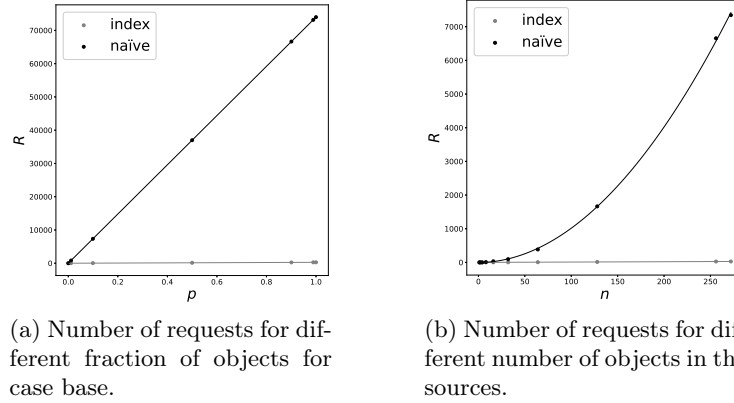 index
naïve
70000
60000
50000
40000
30000
20000
10000
0
R
0.0 0.2 0.4 0.6 0.8 1.0
p
(a) Number of requests for dif-
ferent fraction of objects for
case base.
index
naïve
7000
6000
5000
4000
3000
2000
1000
0
R
0 50 100 150 200 250
n
(b) Number of requests for dif
ferent number of objects in th
sources.